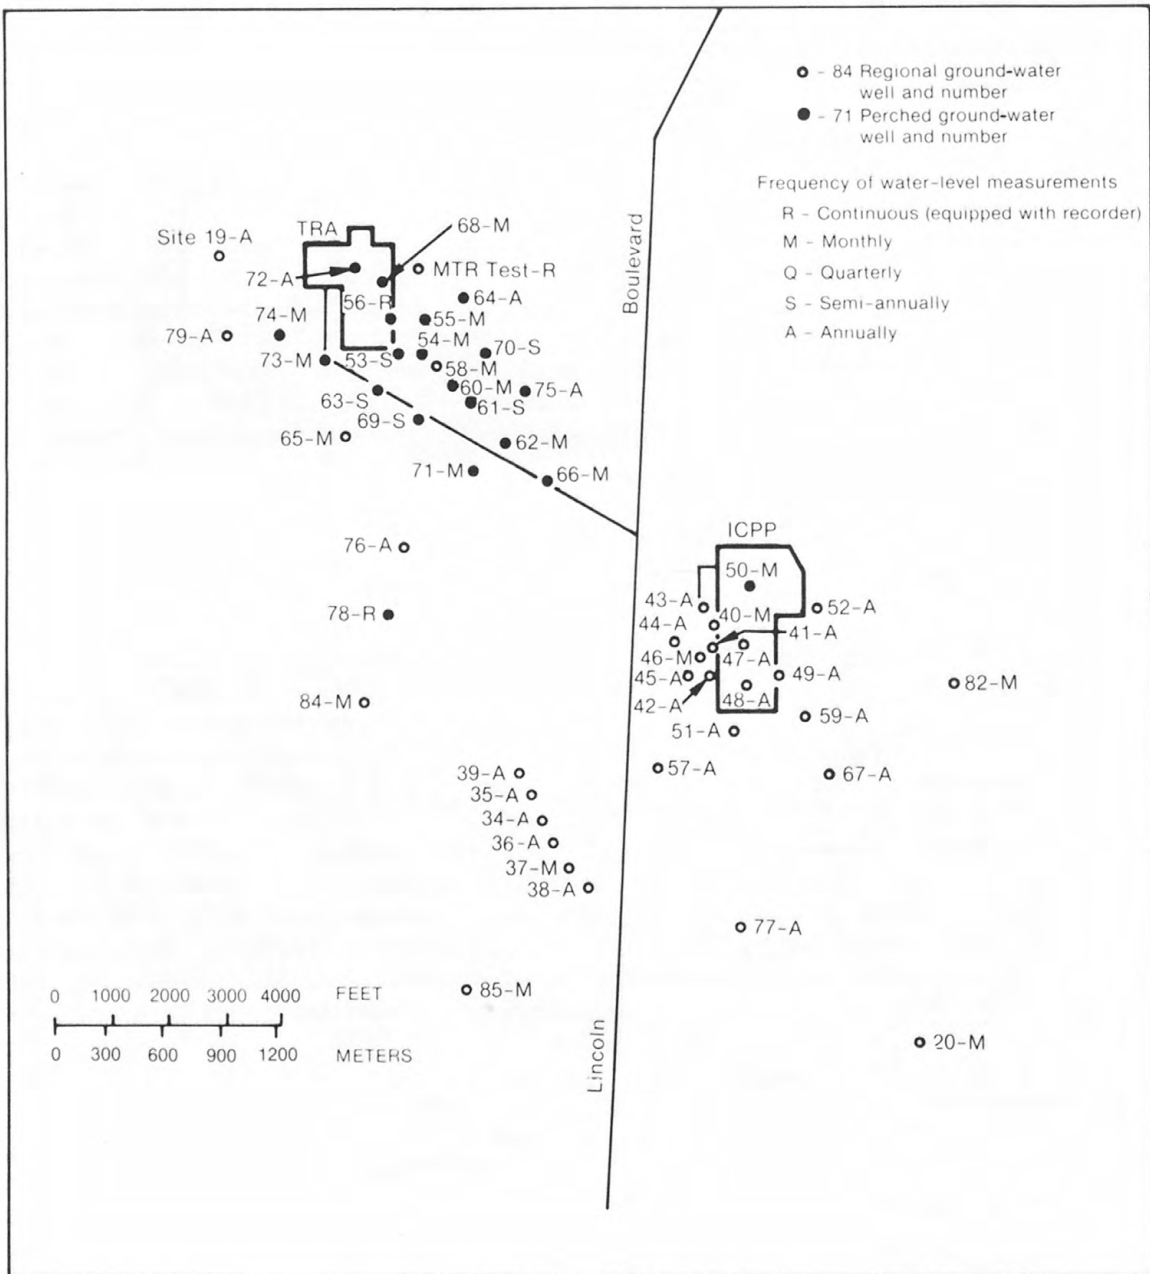 - 84 Regional ground-water
well and number
- 71 Perched ground-water
well and number
Frequency of water-level measurements
R - Continuous (equipped with recorder)
M - Monthly
Q - Quarterly
S - Semi-annually
A - Annually
Boulevard
Lincoln
TRA
68-M
Site 19-A
72-A
MTR Test-R
56-R
64-A
74-M
55-M
79-A
54-M
70-S
73-M
53-S
58-M
60-M
75-A
63-S
61-S
69-S
65-M
62-M
71-M
66-M
76-A
78-R
84-M
39-A
35-A
34-A
36-A
37-M
38-A
85-M
ICPP
50-M
43-A
40-M
52-A
44-A
41-A
46-M
47-A
45-A
49-A
82-M
42-A
48-A
59-A
51-A
57-A
67-A
77-A
20-M
0 1000 2000 3000 4000 FEET
0 300 600 900 1200 METERS